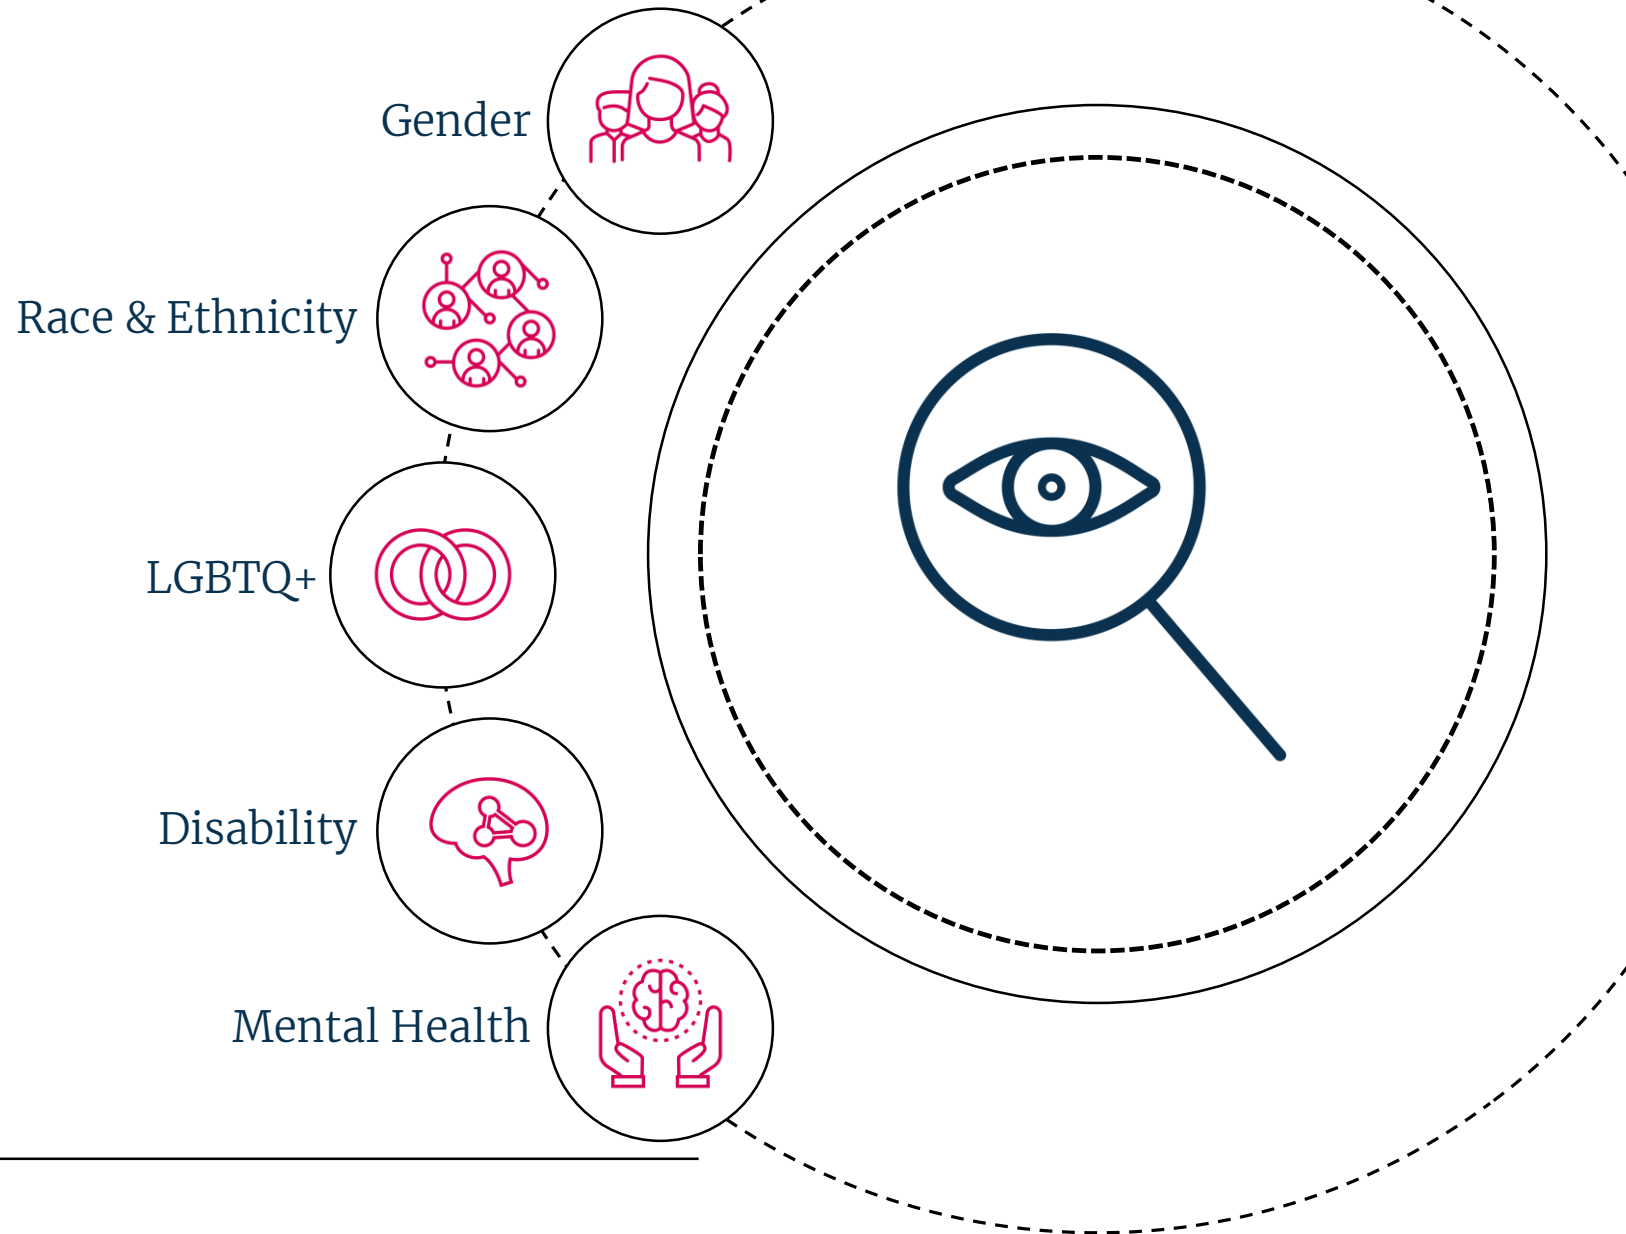 Gender
Race & Ethnicity
LGBTQ+
Disability
Mental Health